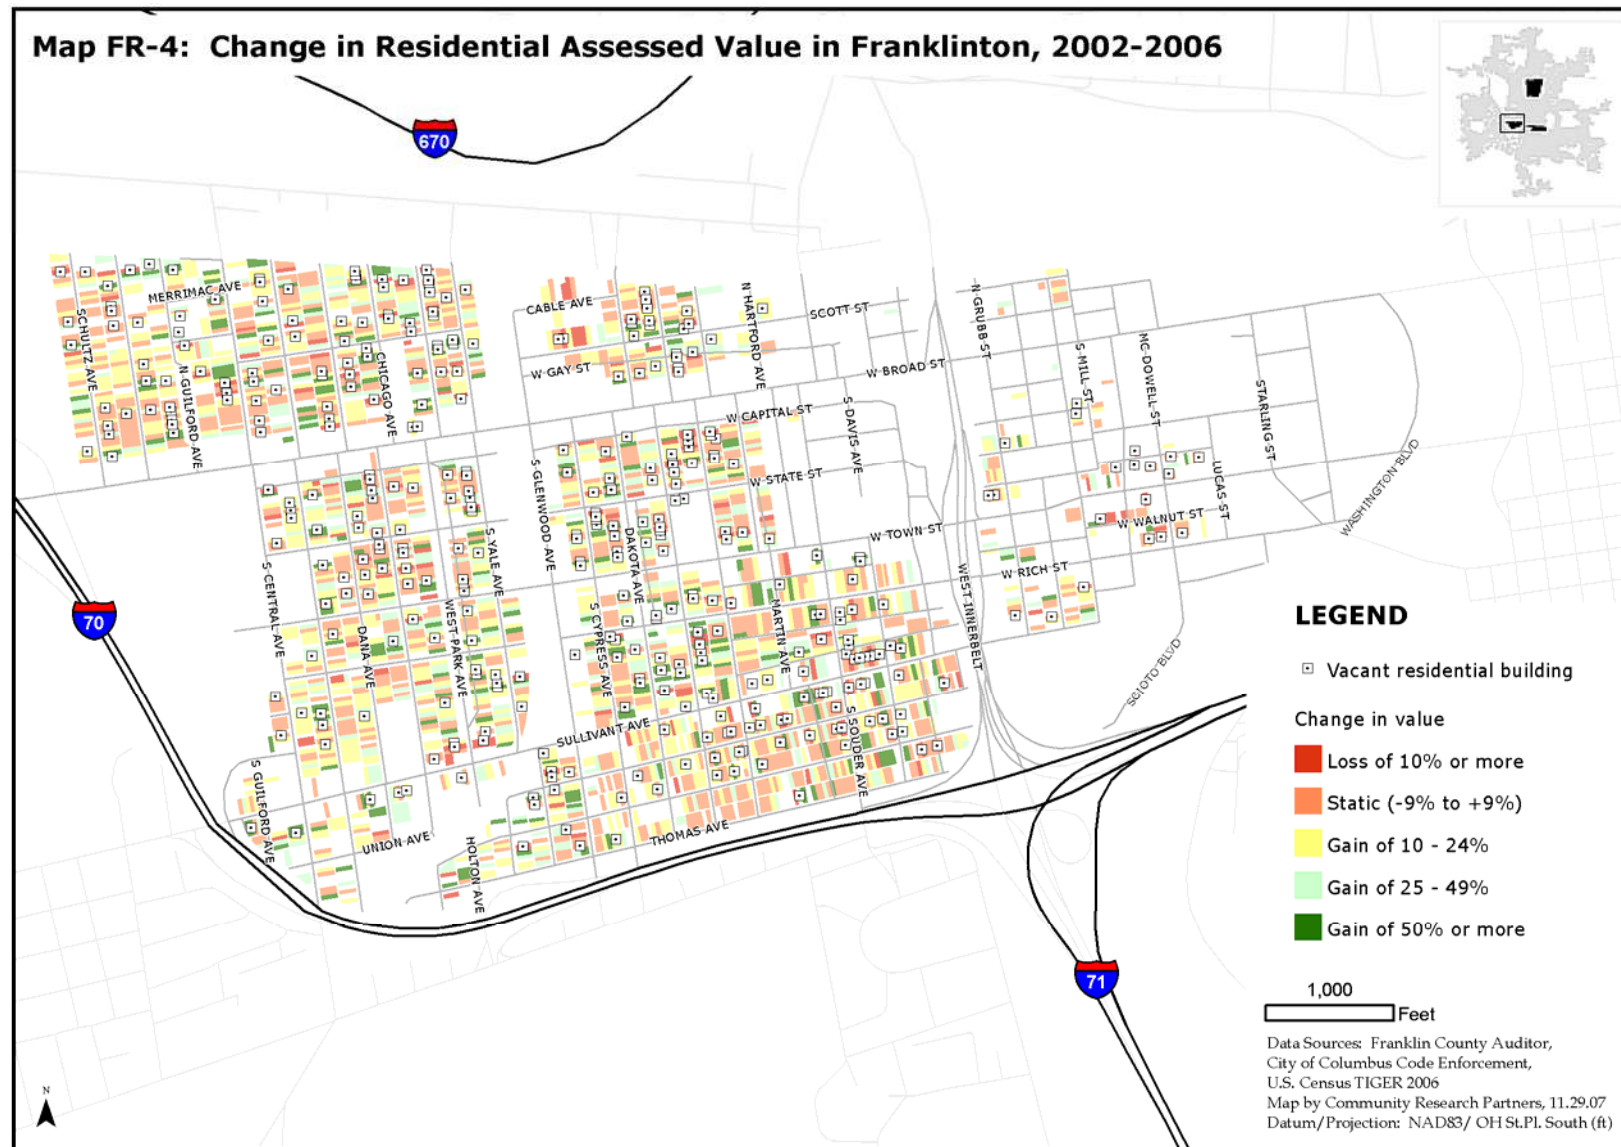 Map FR-4:  Change in Residential Assessed Value in Franklinton, 2002-2006
670
MERRIMAC AVE
SCHULTZ AVE
N GUILFORD AVE
CHICAGO AVE
CABLE AVE
W GAY ST
N HARTFORD AVE
SCOTT ST
W BROAD ST
N GRUBB ST
S MILL ST
MC DOWELL ST
STARLING ST
W CAPITAL ST
S DAVIS AVE
W STATE ST
S GLENWOOD AVE
DAKOTA AVE
W TOWN ST
LUCAS ST
WASHINGTON BLVD
W WALNUT ST
W RICH ST
S YALE AVE
S CENTRAL AVE
WEST PARK AVE
DANA AVE
S CYPRESS AVE
MARTIN AVE
WEST INNERBELT
SCIOTO BLVD
70
SULLIVANT AVE
S SOUDER AVE
S GUILFORD AVE
UNION AVE
HOLTON AVE
THOMAS AVE
71
LEGEND
Vacant residential building
Change in value
Loss of 10% or more
Static (-9% to +9%)
Gain of 10 - 24%
Gain of 25 - 49%
Gain of 50% or more
1,000
Feet
N
Data Sources:  Franklin County Auditor,
City of Columbus Code Enforcement,
U.S. Census TIGER 2006
Map by Community Research Partners, 11.29.07
Datum/Projection:  NAD83/ OH St.Pl. South (ft)